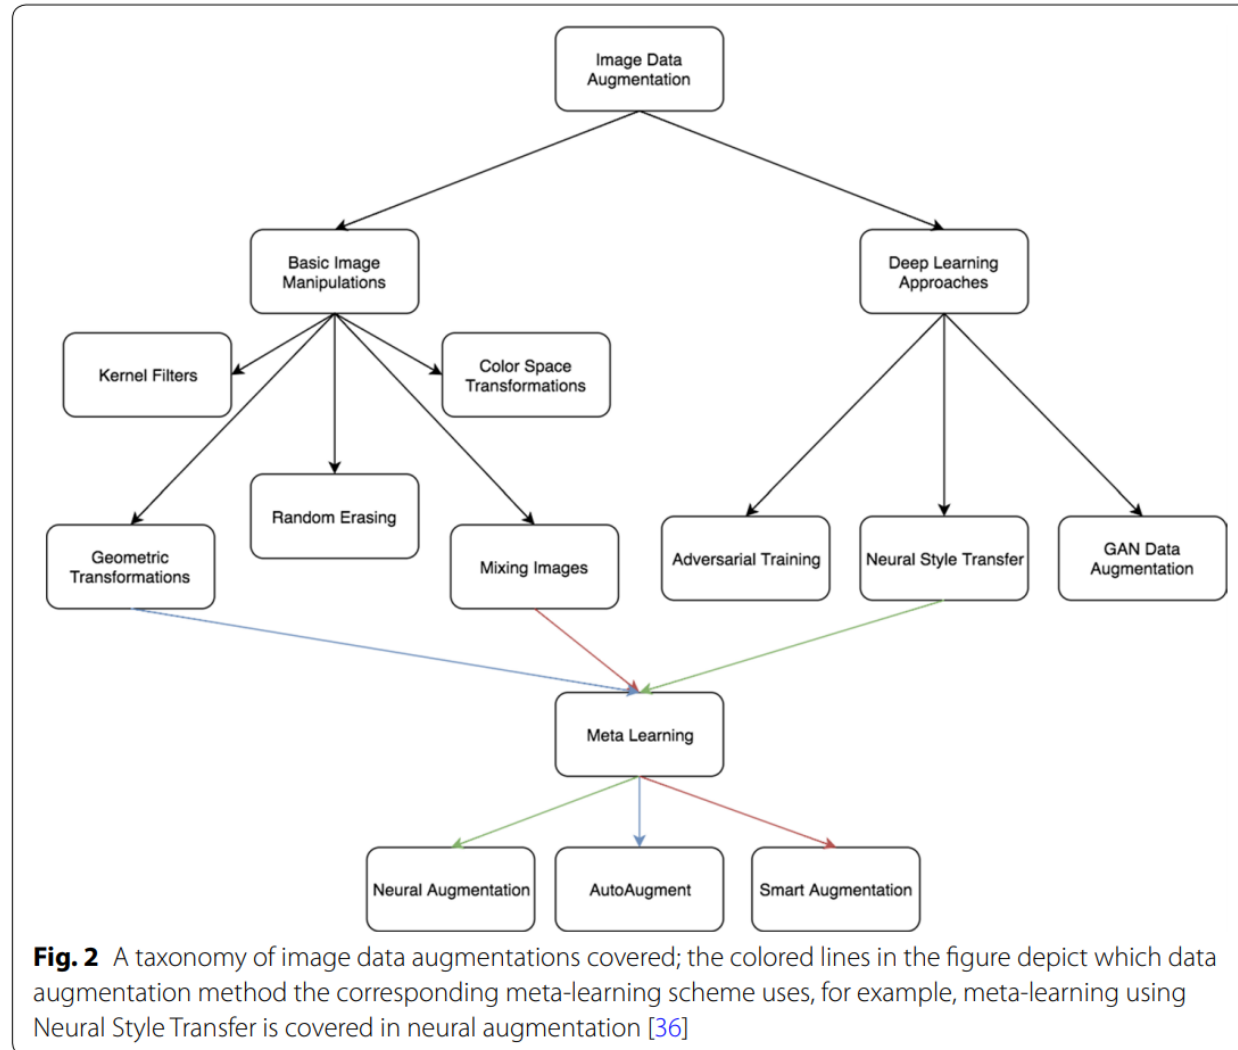 Image Data
Augmentation
Basic Image
Manipulations
Deep Learning
Approaches
Kernel Filters
Color Space
Transformations
Random Erasing
Geometric
Transformations
Mixing Images
Adversarial Training
Neural Style Transfer
GAN Data
Augmentation
Meta Learning
Neural Augmentation
AutoAugment
Smart Augmentation
Fig. 2 A taxonomy of image data augmentations covered; the colored lines in the figure depict which data
augmentation method the corresponding meta-learning scheme uses, for example, meta-learning using
Neural Style Transfer is covered in neural augmentation [36]